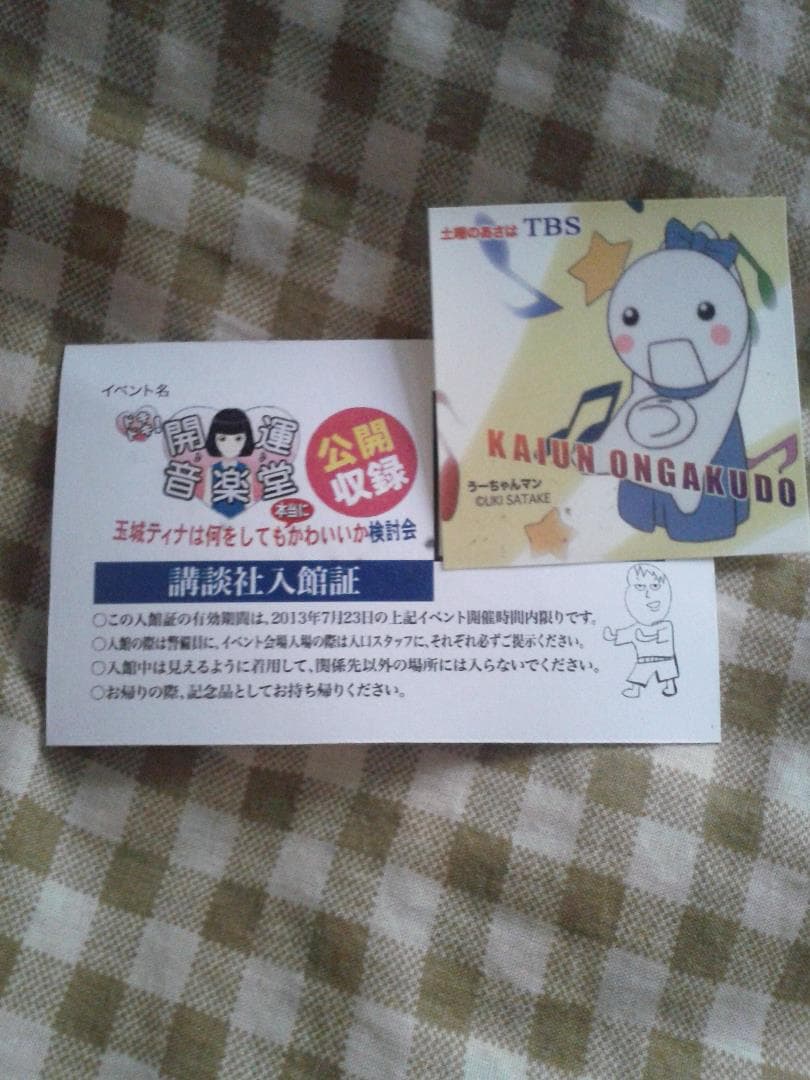 土曜のあさは TBS
KAIUN ONGAKUDO
うーちゃんマン
©UKI SATAKE
イベント名
開運
音楽堂
公開
収録
本当に
玉城ティナは何をしてもかわいいか検討会
講談社入館証
○この入館証の有効期間は、2013年7月23日の上記イベント開催時間内限りです。
○入館の際は警備員に、イベント会場入場の際は入口スタッフに、それぞれ必ずご提示ください。
○入館中は見えるように着用して、関係先以外の場所には入らないでください。
○お帰りの際、記念品としてお持ち帰りください。